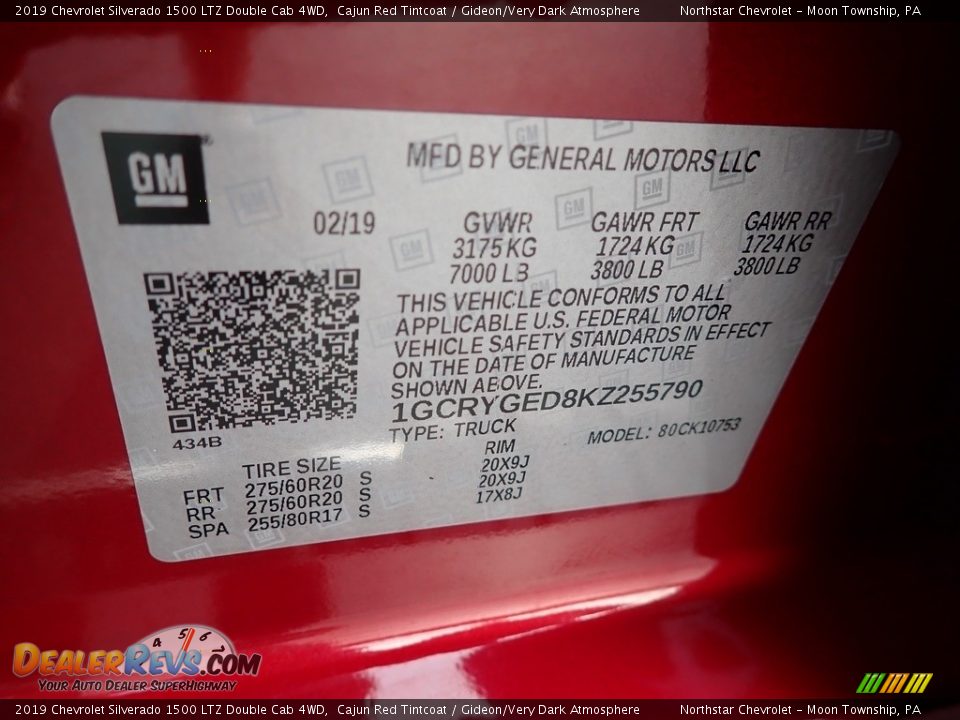 2019 Chevrolet Silverado 1500 LTZ Double Cab 4WD, Cajun Red Tintcoat / Gideon/Very Dark Atmosphere Northstar Chevrolet – Moon Township, PA
GM
MFD BY GENERAL MOTORS LLC
02/19 GVWR GAWR FRT GAWR RR
3175 KG 1724 KG 1724 KG
7000 LB 3800 LB 3800 LB
THIS VEHICLE CONFORMS TO ALL
APPLICABLE U.S. FEDERAL MOTOR
VEHICLE SAFETY STANDARDS IN EFFECT
ON THE DATE OF MANUFACTURE
SHOWN ABOVE.
1GCRYGED8KZ255790
434B
TYPE: TRUCK MODEL: 80CK10753
TIRE SIZE RIM
FRT 275/60R20 S 20X9J
RR 275/60R20 S 20X9J
SPA 255/80R17 S 17X8J
4 5 6
DealerRevs.com
Your Auto Dealer SuperHighway
2019 Chevrolet Silverado 1500 LTZ Double Cab 4WD, Cajun Red Tintcoat / Gideon/Very Dark Atmosphere Northstar Chevrolet – Moon Township, PA